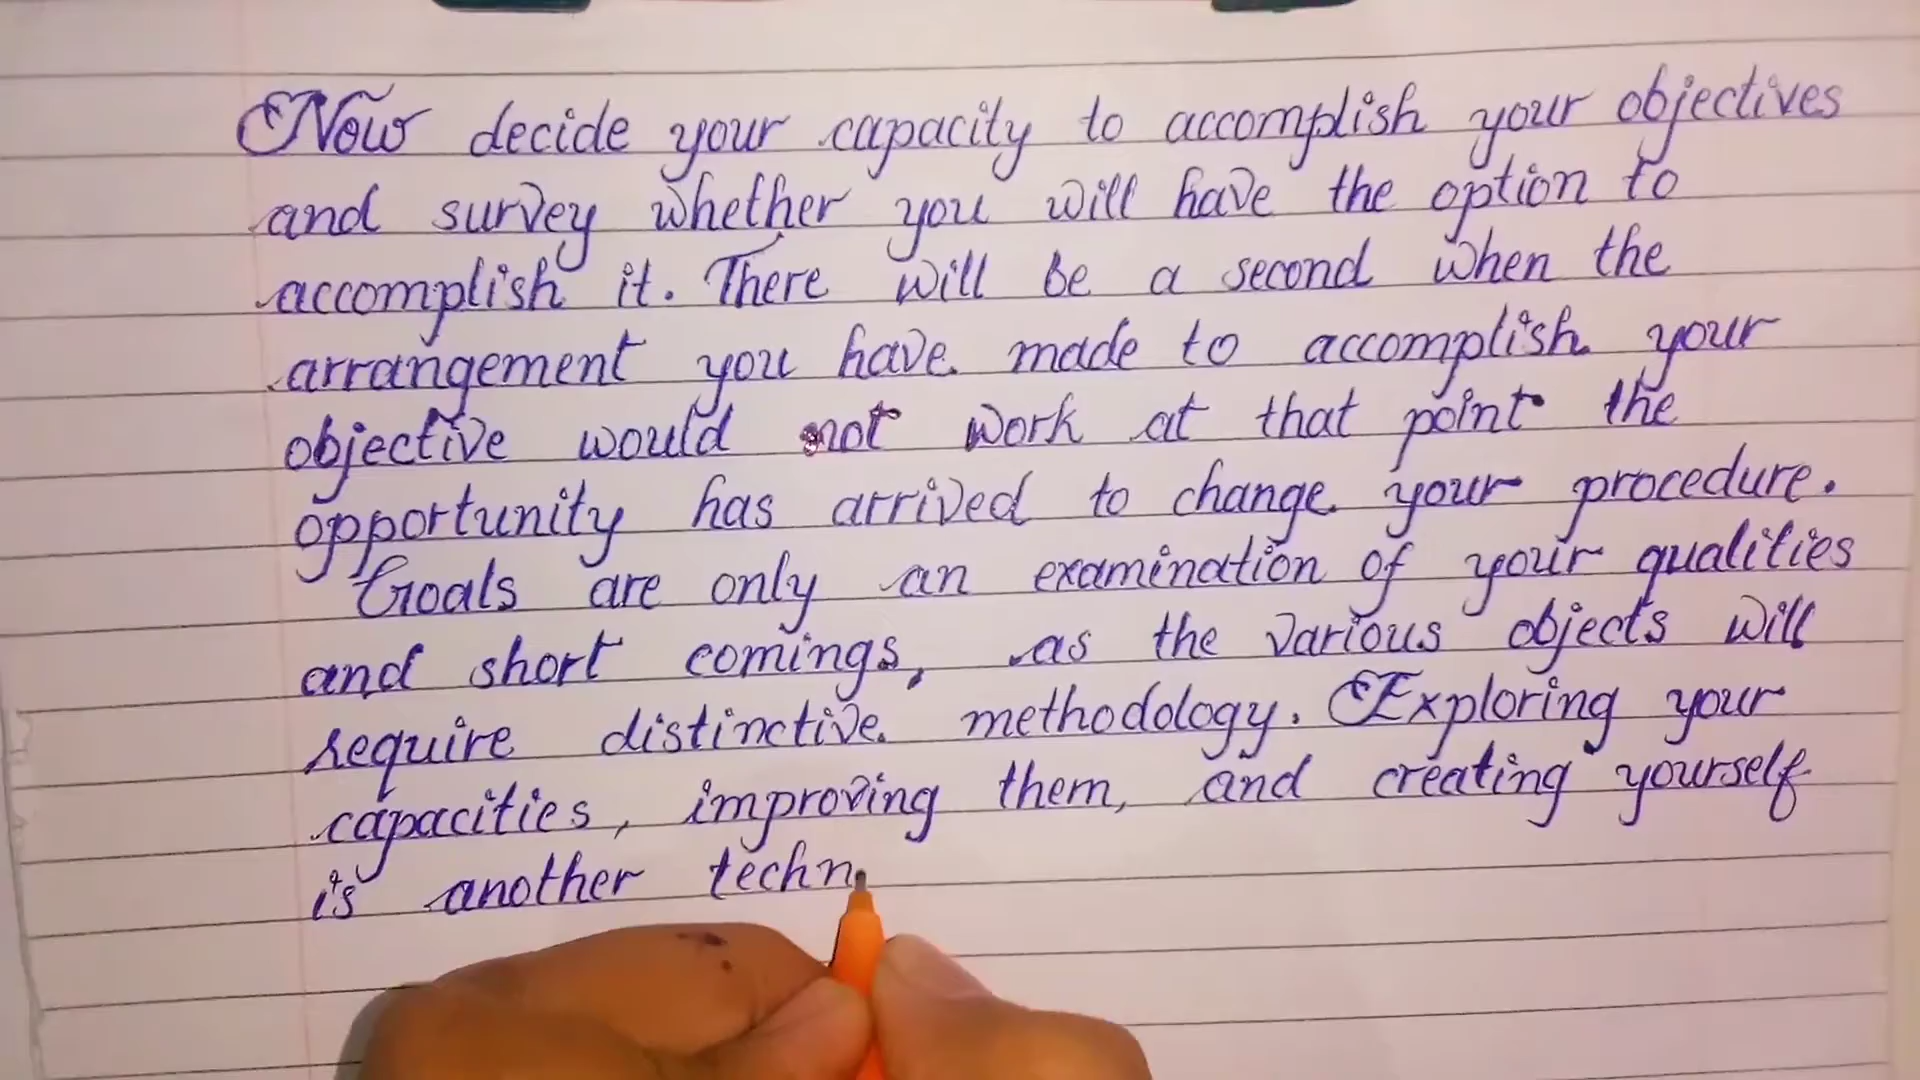 Now decide your capacity to accomplish your objectives
and survey whether you will have the option to
accomplish it. There will be a second when the
arrangement you have made to accomplish your
objective would not work at that point the
opportunity has arrived to change your procedure.
Goals are only an examination of your qualities
and short comings, as the various objects will
require distinctive methodology. Exploring your
capacities, improving them, and creating yourself
is another techn